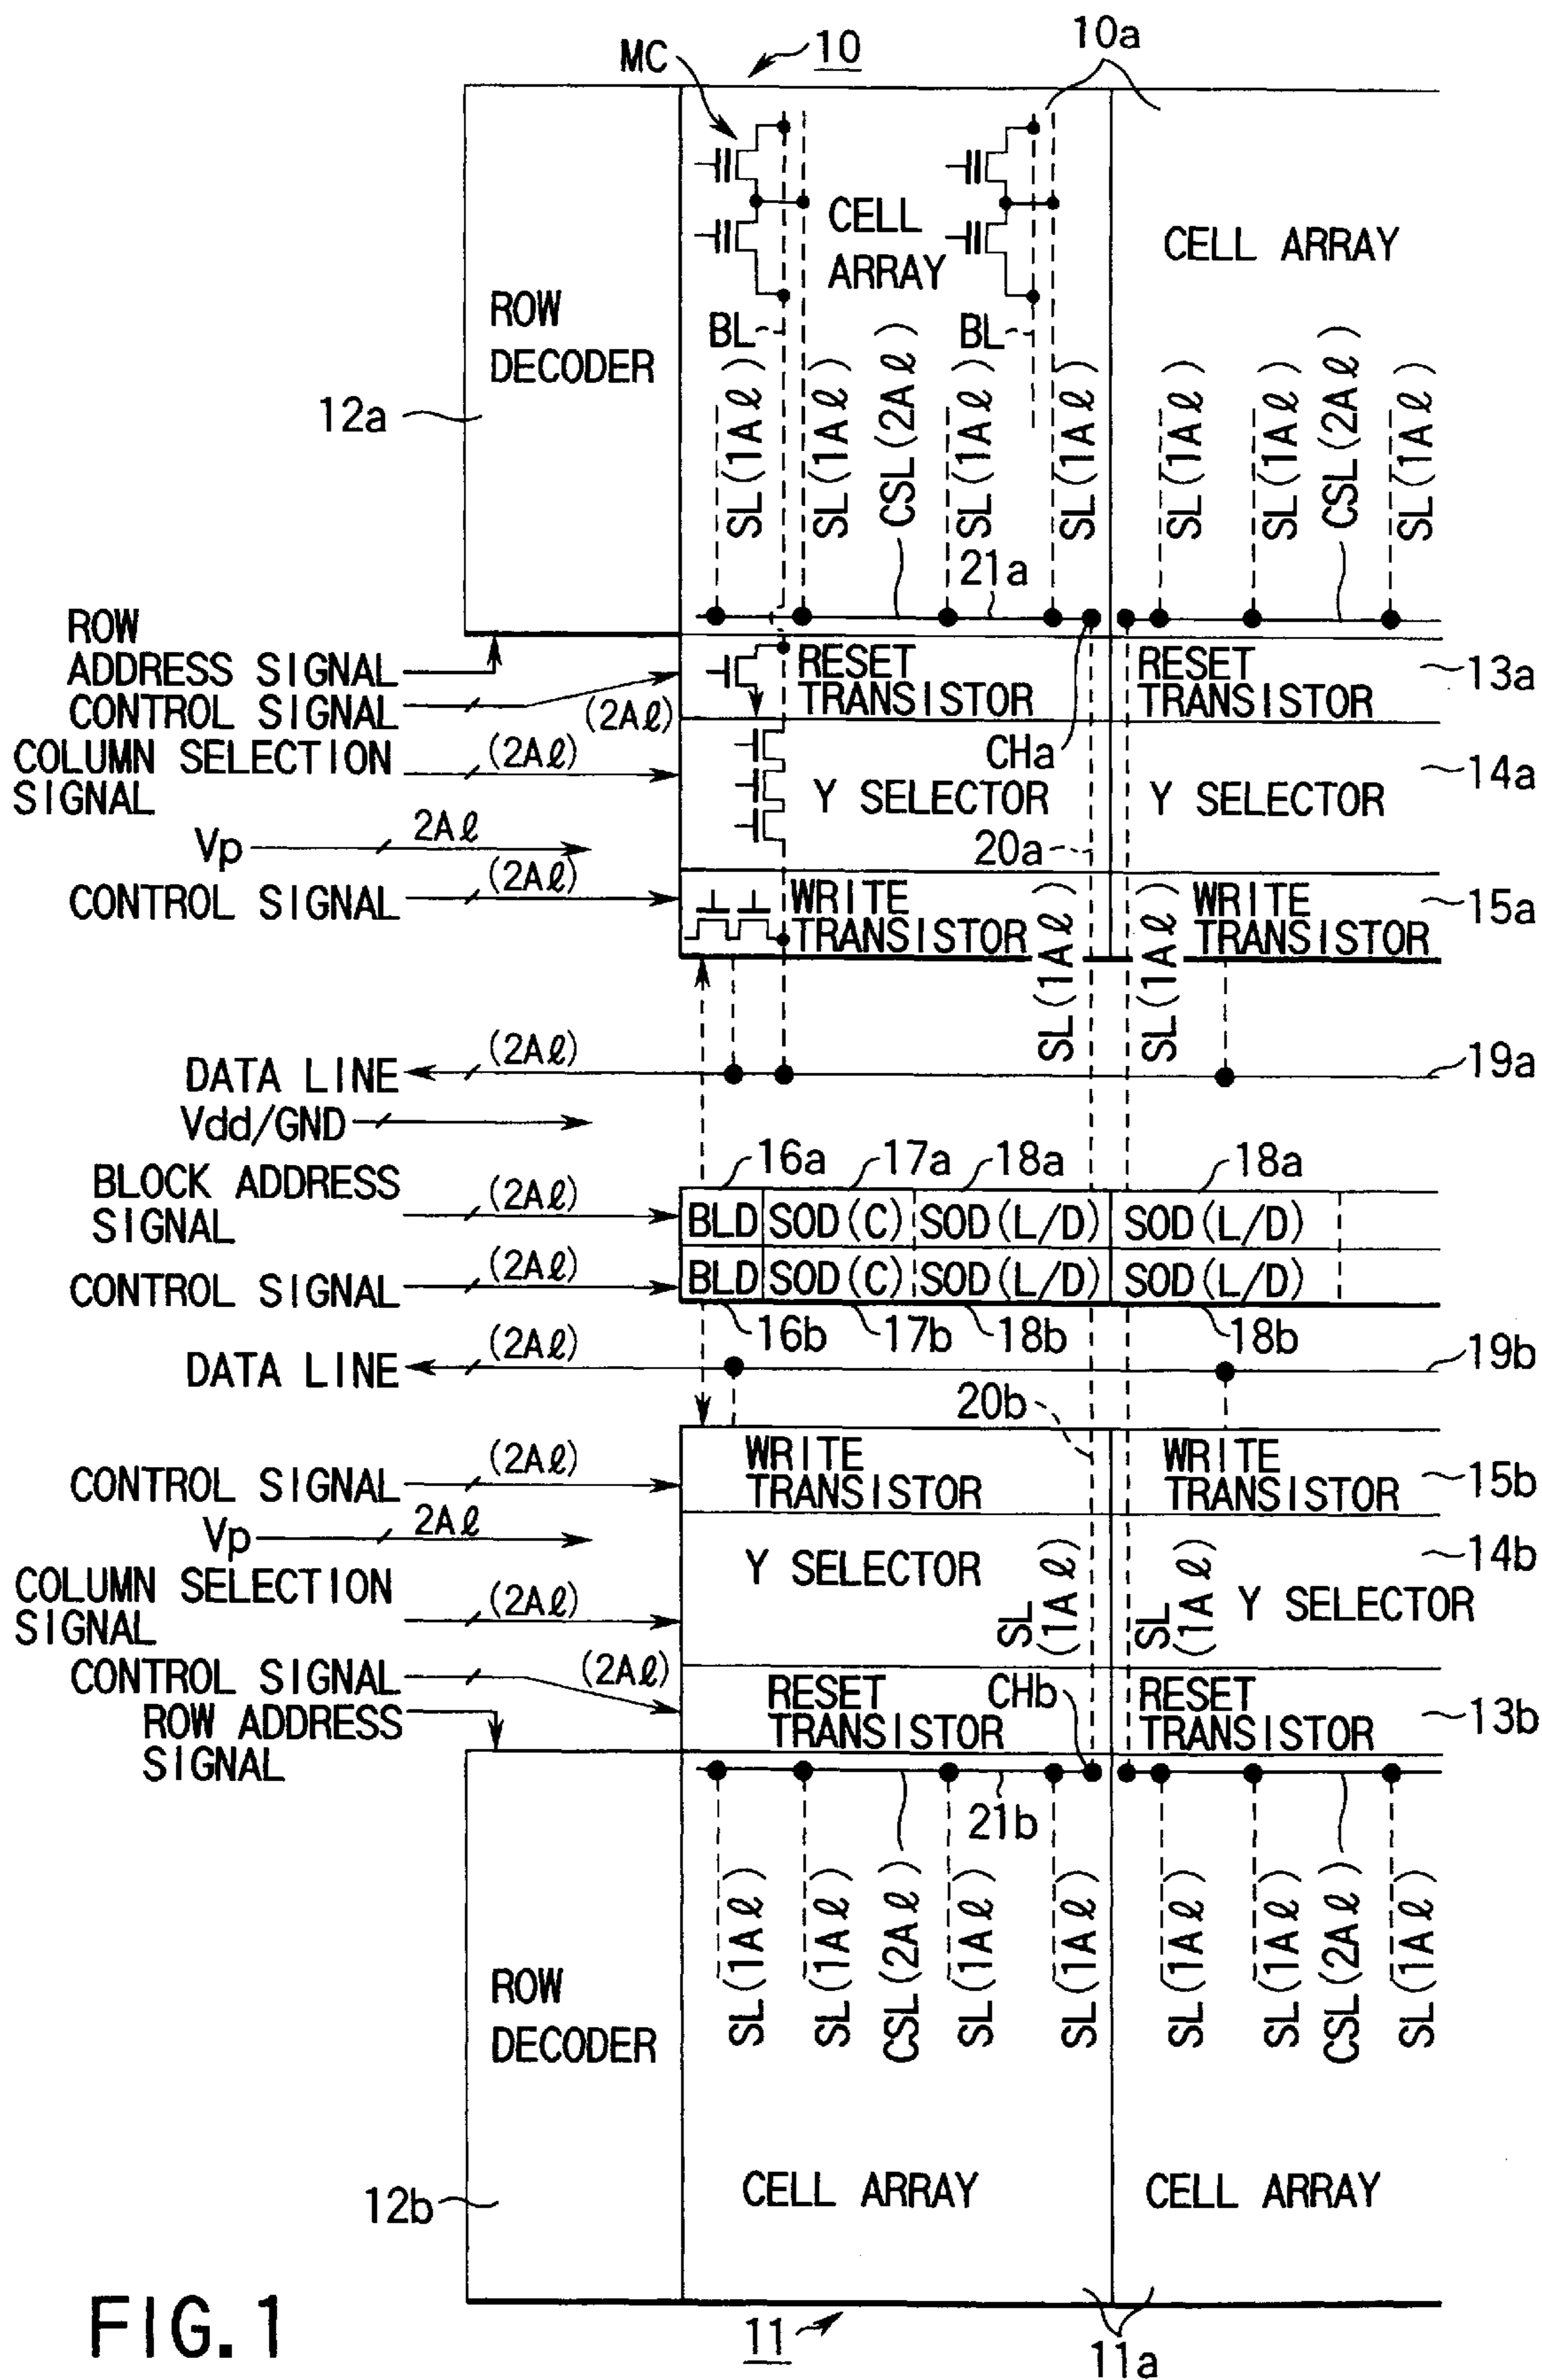 10
10a
MC
CELL
ARRAY
CELL ARRAY
ROW
DECODER
BL
BL
12a
SL(1Aℓ)
SL(1Aℓ)
CSL(2Aℓ)
SL(1Aℓ)
SL(1Aℓ)
SL(1Aℓ)
SL(1Aℓ)
CSL(2Aℓ)
SL(1Aℓ)
21a
ROW
ADDRESS SIGNAL
CONTROL SIGNAL
(2Aℓ)
RESET
TRANSISTOR
RESET
TRANSISTOR
13a
COLUMN SELECTION
SIGNAL
(2Aℓ)
CHa
Y SELECTOR
Y SELECTOR
14a
Vp
2Aℓ
20a
CONTROL SIGNAL
(2Aℓ)
WRITE
TRANSISTOR
SL(1Aℓ)
SL(1Aℓ)
WRITE
TRANSISTOR
15a
DATA LINE
(2Aℓ)
19a
Vdd/GND
BLOCK ADDRESS
SIGNAL
(2Aℓ)
16a
17a
18a
18a
BLD
SOD(C)
SOD(L/D)
SOD(L/D)
CONTROL SIGNAL
(2Aℓ)
BLD
SOD(C)
SOD(L/D)
SOD(L/D)
16b
17b
18b
18b
DATA LINE
(2Aℓ)
19b
20b
CONTROL SIGNAL
(2Aℓ)
WRITE
TRANSISTOR
WRITE
TRANSISTOR
15b
Vp
2Aℓ
Y SELECTOR
SL
(1Aℓ)
SL
(1Aℓ)
Y SELECTOR
14b
COLUMN SELECTION
SIGNAL
(2Aℓ)
CONTROL SIGNAL
(2Aℓ)
RESET
TRANSISTOR
CHb
RESET
TRANSISTOR
13b
ROW ADDRESS
SIGNAL
21b
SL(1Aℓ)
SL(1Aℓ)
CSL(2Aℓ)
SL(1Aℓ)
SL(1Aℓ)
SL(1Aℓ)
SL(1Aℓ)
CSL(2Aℓ)
SL(1Aℓ)
ROW
DECODER
12b
CELL ARRAY
CELL ARRAY
11
11a
FIG.1